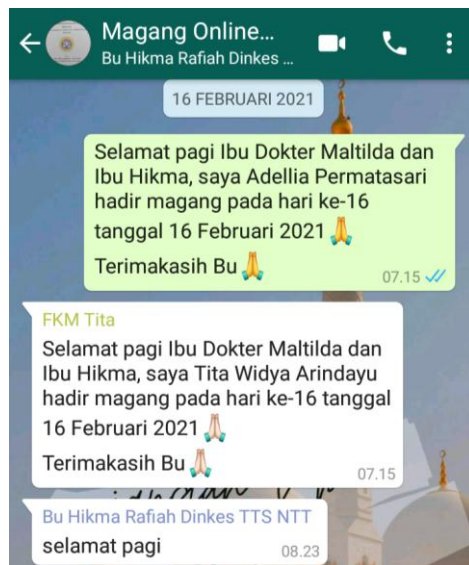 Magang Online...
Bu Hikma Rafiah Dinkes ...
16 FEBRUARI 2021
Selamat pagi Ibu Dokter Maltilda dan
Ibu Hikma, saya Adellia Permatasari
hadir magang pada hari ke-16
tanggal 16 Februari 2021🙏
Terimakasih Bu🙏
07.15
FKM Tita
Selamat pagi Ibu Dokter Maltilda dan
Ibu Hikma, saya Tita Widya Arindayu
hadir magang pada hari ke-16 tanggal
16 Februari 2021🙏🏻
Terimakasih Bu🙏🏻
07.15
Bu Hikma Rafiah Dinkes TTS NTT
selamat pagi
08.23